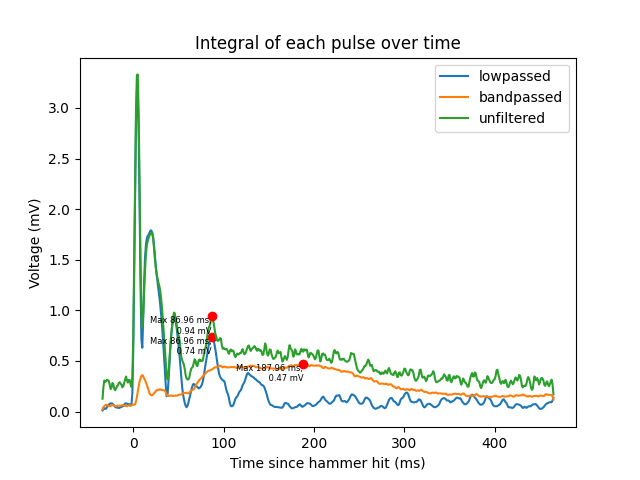 Integral of each pulse over time
lowpassed
bandpassed
unfiltered
3.0
2.5
2.0
1.5
1.0
0.5
0.0
Voltage (mV)
Max 86.96 ms,
0.94 mV
Max 86.96 ms,
0.74 mV
Max 187.96 ms,
0.47 mV
0
100
200
300
400
Time since hammer hit (ms)